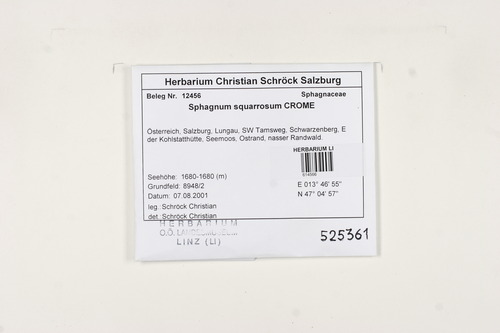 Herbarium Christian Schröck Salzburg
Beleg Nr. 12456 Sphagnaceae
Sphagnum squarrosum CROME
Österreich, Salzburg, Lungau, SW Tamsweg, Schwarzenberg, E
der Kohlstatthütte, Seemoos, Ostrand, nasser Randwald.
HERBARIUM LI
Seehöhe: 1680-1680 (m)
Grundfeld: 8948/2
E 013° 46' 55"
Datum: 07.08.2001
N 47° 04' 57"
leg. Schröck Christian
det. Schröck Christian
HERBARIUM
O.Ö.
LINZ (LI)
525361